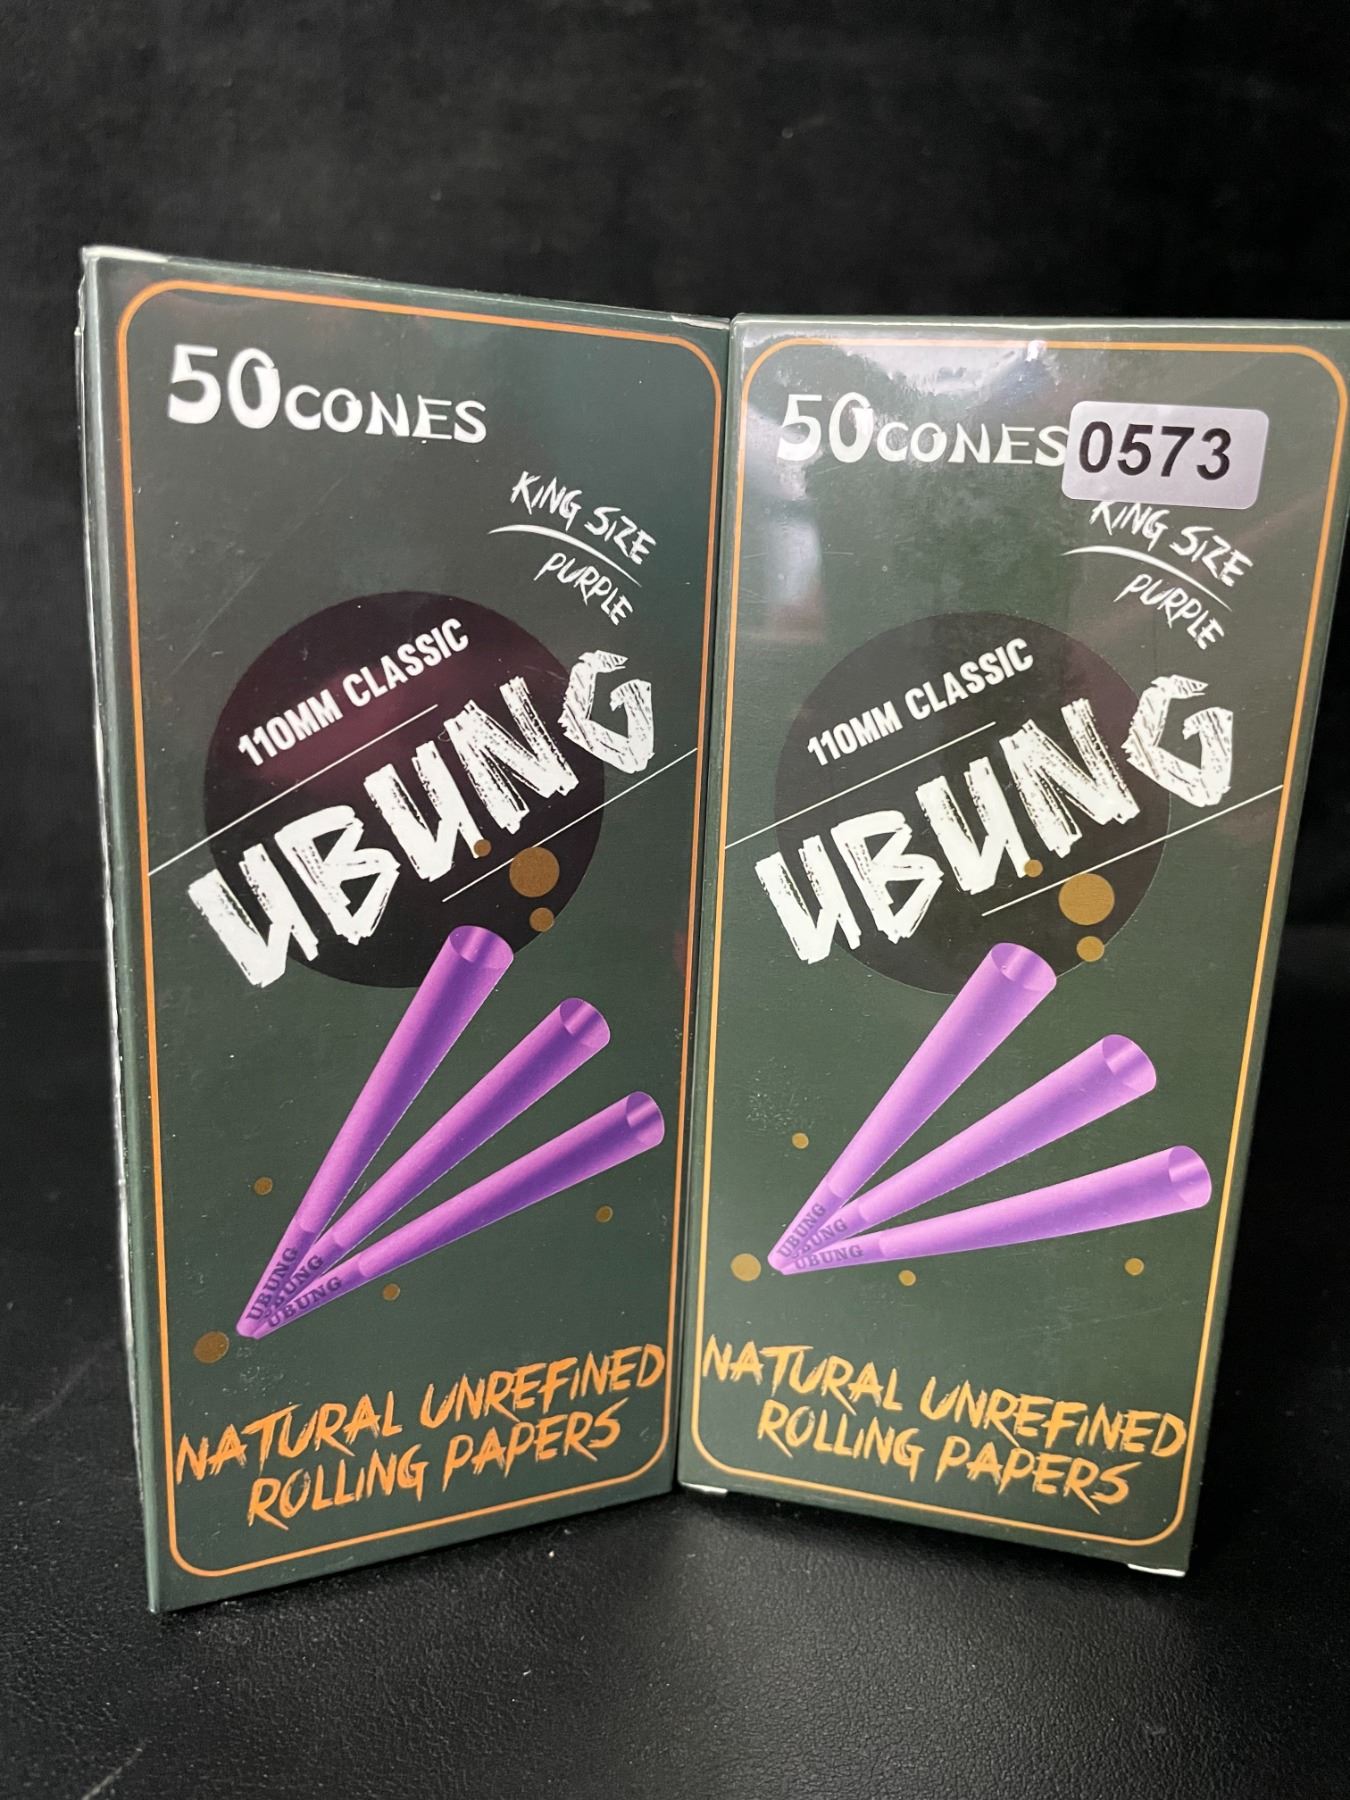 50CONES
KING SIZE
PURPLE
110MM CLASSIC
UBUNG
UBUNG
UBUNG
UBUNG
NATURAL UNREFINED
ROLLING PAPERS
50CONES
0573
KING SIZE
PURPLE
110MM CLASSIC
UBUNG
UBUNG
UBUNG
UBUNG
NATURAL UNREFINED
ROLLING PAPERS